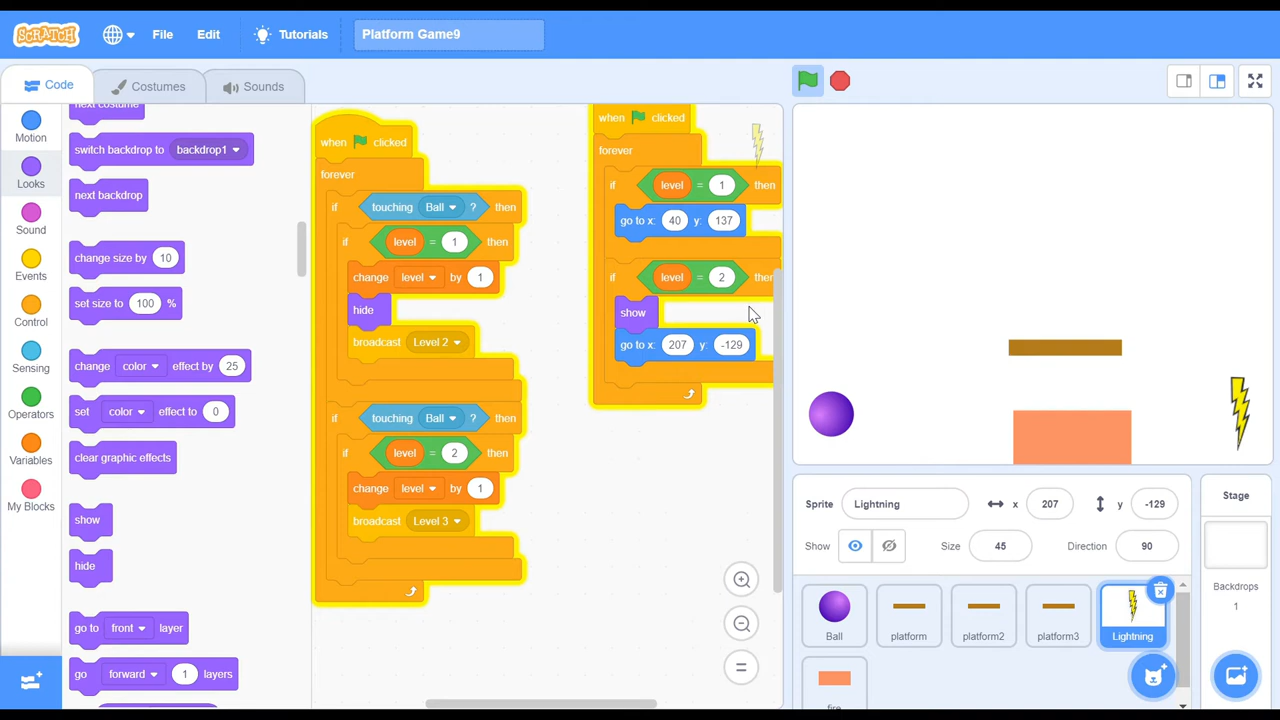 SCRATCH
File
Edit
Tutorials
Platform Game9
Code
Costumes
Sounds
Motion
Looks
Sound
Events
Control
Sensing
Operators
Variables
My Blocks
next costume
switch backdrop to backdrop1
next backdrop
change size by 10
set size to 100 %
change color effect by 25
set color effect to 0
clear graphic effects
show
hide
go to front layer
go forward 1 layers
when clicked
forever
if touching Ball ? then
if level = 1 then
change level by 1
hide
broadcast Level 2
if touching Ball ? then
if level = 2 then
change level by 1
broadcast Level 3
when clicked
forever
if level = 1 then
go to x: 40 y: 137
if level = 2 then
show
go to x: 207 y: -129
Sprite Lightning x 207 y -129
Show Size 45 Direction 90
Ball
platform
platform2
platform3
Lightning
fire
Stage
Backdrops
1